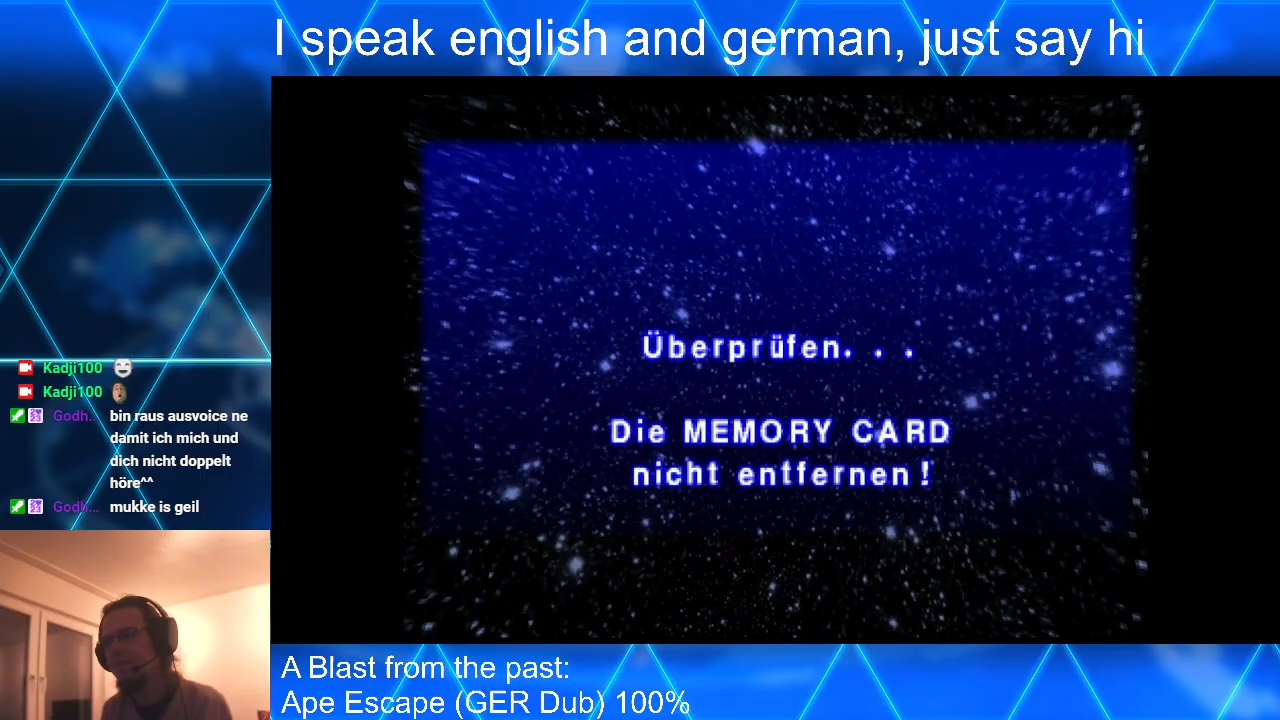 I speak english and german, just say hi
Überprüfen. . .
Die MEMORY CARD
nicht entfernen!
Kadji100
Kadji100
Godh... bin raus ausvoice ne
damit ich mich und
dich nicht doppelt
höre^^
Godh... mukke is geil
A Blast from the past:
Ape Escape (GER Dub) 100%